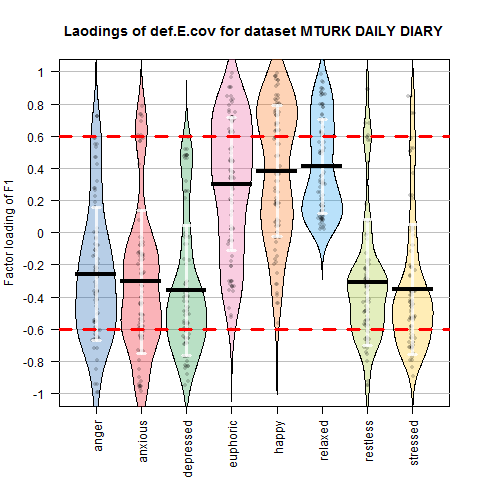 Laodings of def.E.cov for dataset MTURK DAILY DIARY
Factor loading of F1
1
0.8
0.6
0.4
0.2
0
-0.2
-0.4
-0.6
-0.8
-1
anger
anxious
depressed
euphoric
happy
relaxed
restless
stressed